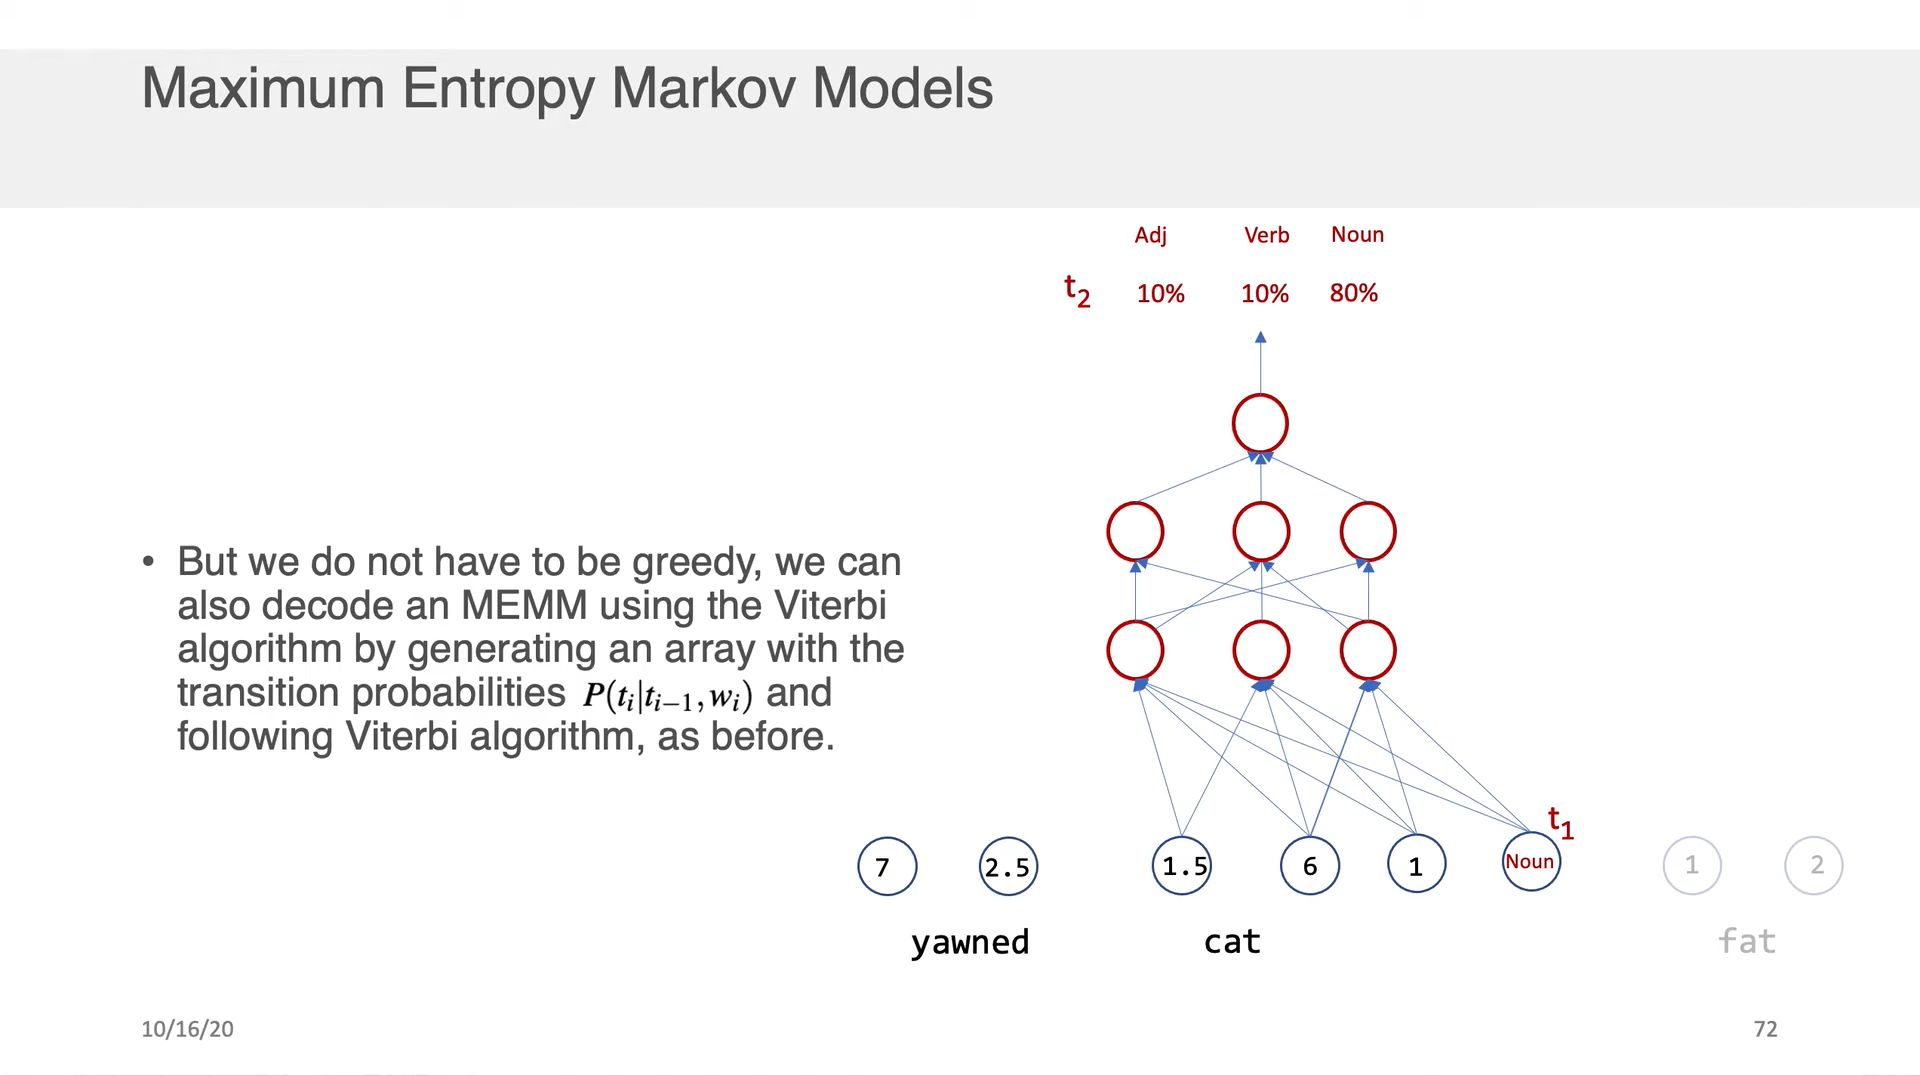 Maximum Entropy Markov Models
Adj Verb Noun
t2 10% 10% 80%
• But we do not have to be greedy, we can
also decode an MEMM using the Viterbi
algorithm by generating an array with the
transition probabilities P(ti|ti−1,wi) and
following Viterbi algorithm, as before.
t1
7 2.5 1.5 6 1 Noun 1 2
yawned cat fat
10/16/20 72